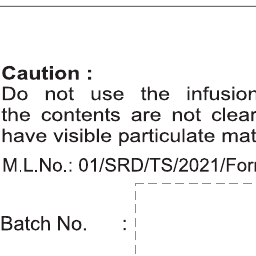 Caution :
Do not use the infusion
the contents are not clear
have visible particulate mat
M.L.No.: 01/SRD/TS/2021/For
Batch No. :